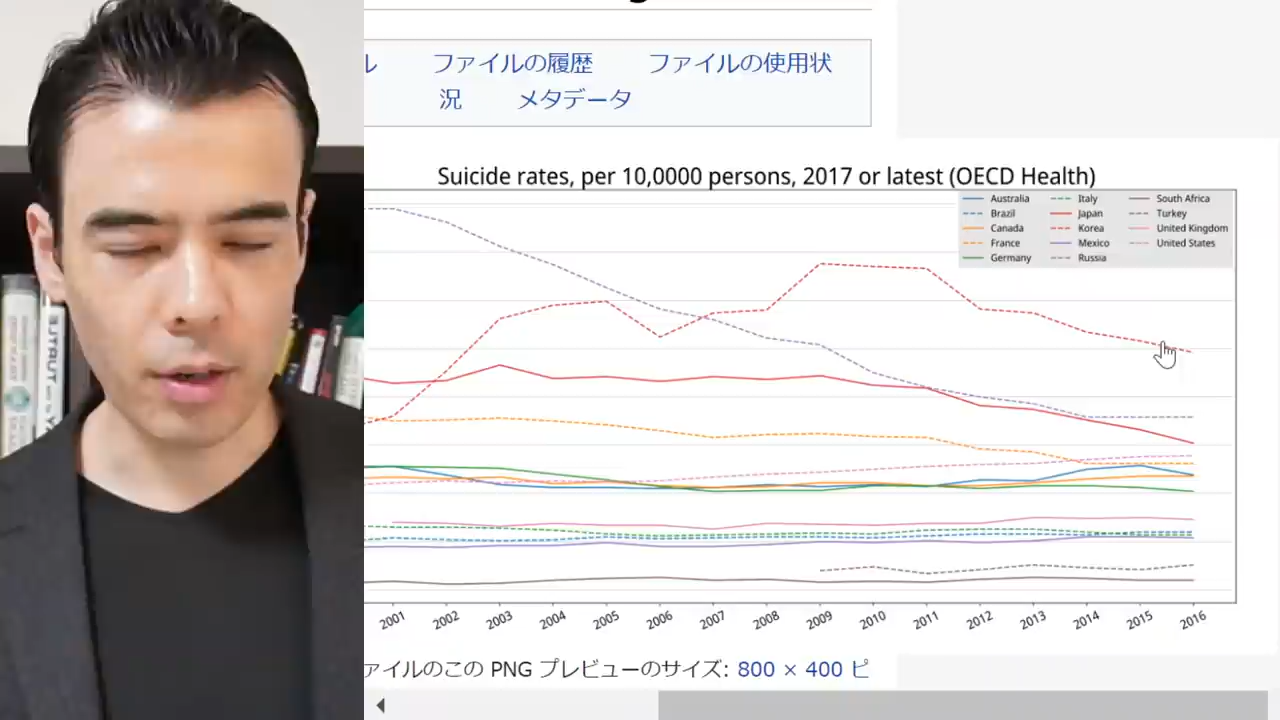 ル ファイルの履歴 ファイルの使用状
況 メタデータ
Suicide rates, per 10,0000 persons, 2017 or latest (OECD Health)
Australia Italy South Africa
Brazil Japan Turkey
Canada Korea United Kingdom
France Mexico United States
Germany Russia
2001 2002 2003 2004 2005 2006 2007 2008 2009 2010 2011 2012 2013 2014 2015 2016
ァイルのこの PNG プレビューのサイズ: 800 × 400 ピ